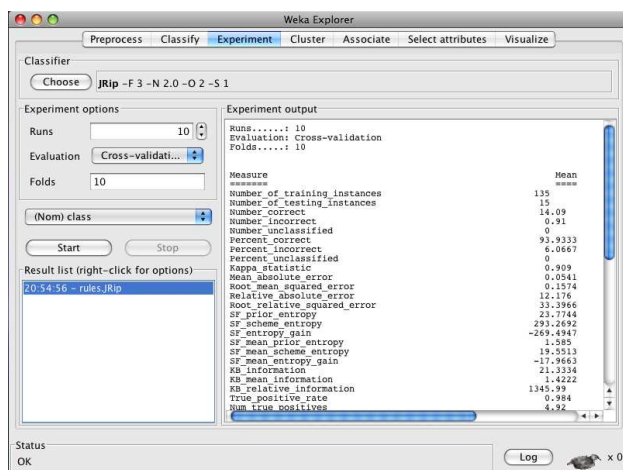 Weka Explorer
Preprocess Classify Experiment Cluster Associate Select attributes Visualize
Classifier
Choose JRip -F 3 -N 2.0 -O 2 -S 1
Experiment options
Runs 10
Evaluation Cross-validati...
Folds 10
(Nom) class
Start Stop
Result list (right-click for options)
20:54:56 - rules.JRip
Experiment output
Runs......: 10
Evaluation: Cross-validation
Folds.....: 10
Measure Mean
======= ====
Number_of_training_instances 135
Number_of_testing_instances 15
Number_correct 14.09
Number_incorrect 0.91
Number_unclassified 0
Percent_correct 93.9333
Percent_incorrect 6.0667
Percent_unclassified 0
Kappa_statistic 0.909
Mean_absolute_error 0.0541
Root_mean_squared_error 0.1574
Relative_absolute_error 12.176
Root_relative_squared_error 33.3966
SF_prior_entropy 23.7744
SF_scheme_entropy 293.2692
SF_entropy_gain -269.4947
SF_mean_prior_entropy 1.585
SF_mean_scheme_entropy 19.5513
SF_mean_entropy_gain -17.9663
KB_information 21.3334
KB_mean_information 1.4222
KB_relative_information 1345.99
True_positive_rate 0.984
Num_true_positives 4.92
Status
OK
Log x 0